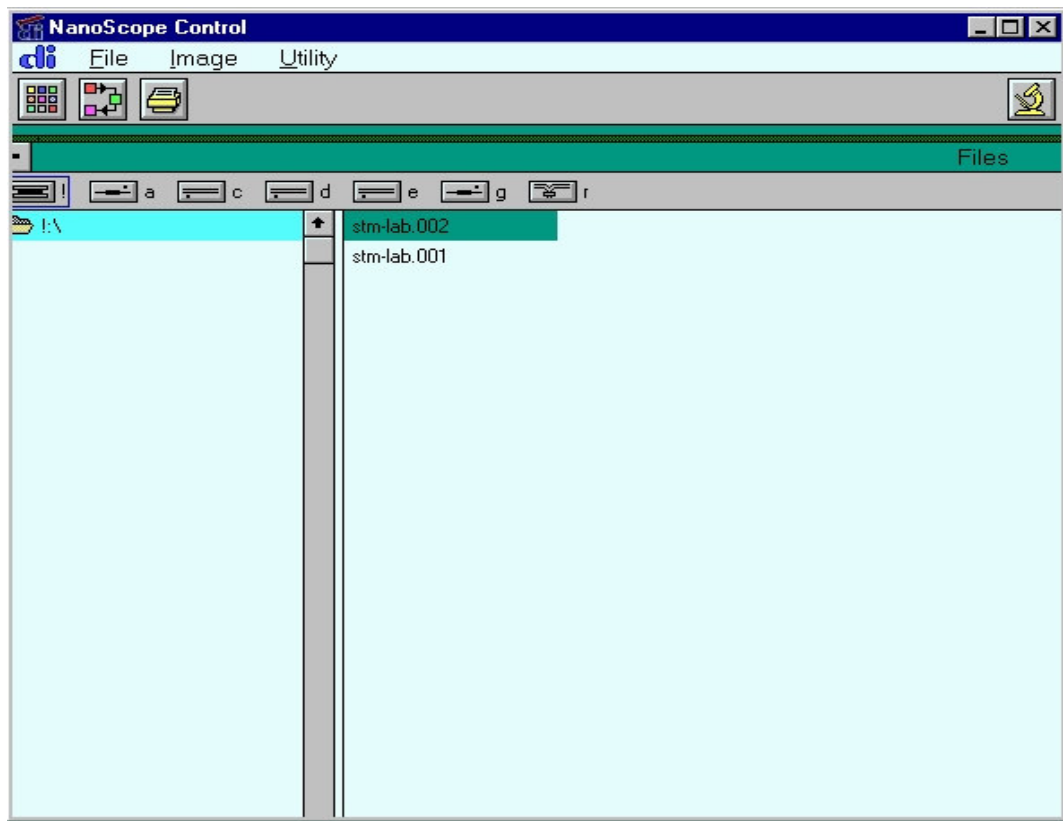 NanoScope Control
di File Image Utility
Files
! a c d e g r
!:\ stm-lab.002
stm-lab.001